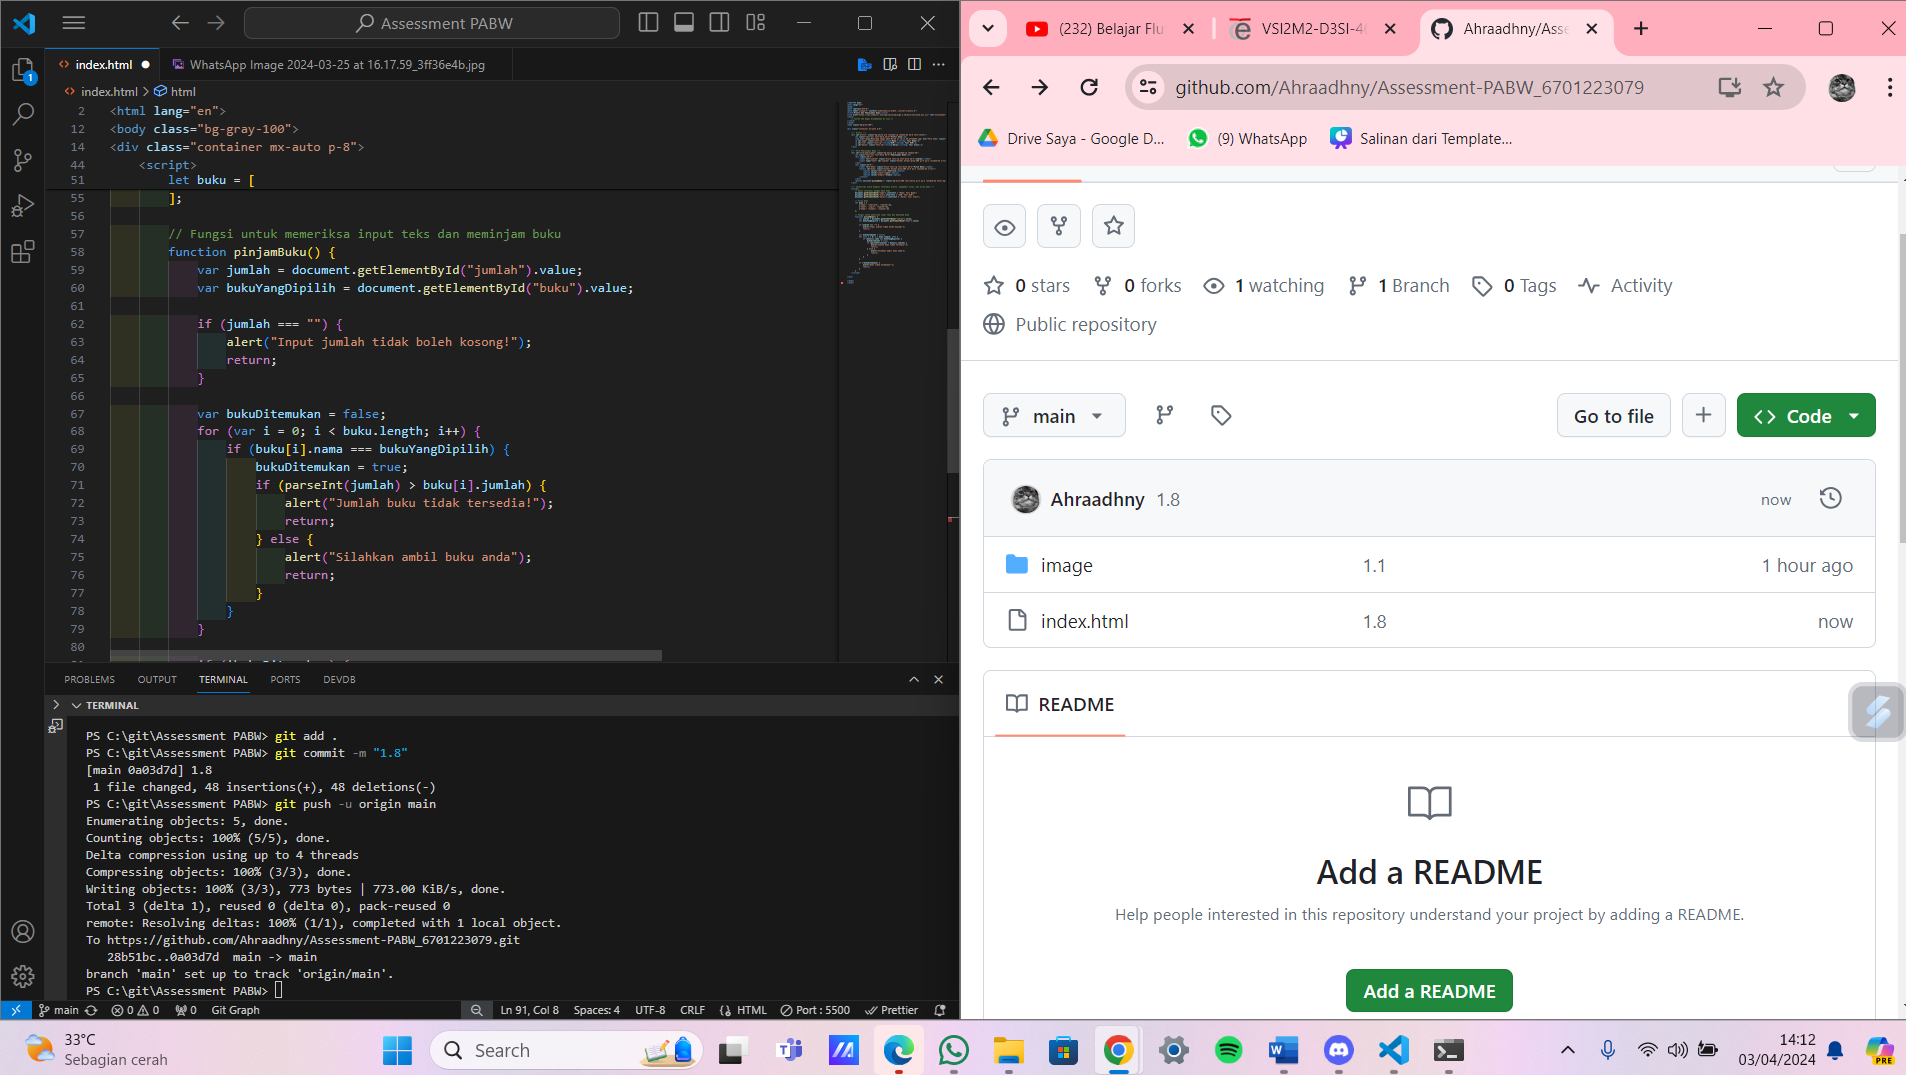 Assessment PABW
index.html
WhatsApp Image 2024-03-25 at 16.17.59_3ff36e4b.jpg
index.html > html
2 <html lang="en">
12 <body class="bg-gray-100">
14 <div class="container mx-auto p-8">
44 <script>
51 let buku = [
55 ];
56
57 // Fungsi untuk memeriksa input teks dan meminjam buku
58 function pinjamBuku() {
59 var jumlah = document.getElementById("jumlah").value;
60 var bukuYangDipilih = document.getElementById("buku").value;
61
62 if (jumlah === "") {
63 alert("Input jumlah tidak boleh kosong!");
64 return;
65 }
66
67 var bukuDitemukan = false;
68 for (var i = 0; i < buku.length; i++) {
69 if (buku[i].nama === bukuYangDipilih) {
70 bukuDitemukan = true;
71 if (parseInt(jumlah) > buku[i].jumlah) {
72 alert("Jumlah buku tidak tersedia!");
73 return;
74 } else {
75 alert("Silahkan ambil buku anda");
76 return;
77 }
78 }
79 }
80
PROBLEMS OUTPUT TERMINAL PORTS DEVDB
TERMINAL
PS C:\git\Assessment PABW> git add .
PS C:\git\Assessment PABW> git commit -m "1.8"
[main 0a03d7d] 1.8
1 file changed, 48 insertions(+), 48 deletions(-)
PS C:\git\Assessment PABW> git push -u origin main
Enumerating objects: 5, done.
Counting objects: 100% (5/5), done.
Delta compression using up to 4 threads
Compressing objects: 100% (3/3), done.
Writing objects: 100% (3/3), 773 bytes | 773.00 KiB/s, done.
Total 3 (delta 1), reused 0 (delta 0), pack-reused 0
remote: Resolving deltas: 100% (1/1), completed with 1 local object.
To https://github.com/Ahraadhny/Assessment-PABW_6701223079.git
28b51bc..0a03d7d main -> main
branch 'main' set up to track 'origin/main'.
PS C:\git\Assessment PABW>
1
main 0 0 0 Git Graph Ln 91, Col 8 Spaces: 4 UTF-8 CRLF HTML Port : 5500 Prettier
(232) Belajar Flu
VSI2M2-D3SI-46
Ahraadhny/Asse
github.com/Ahraadhny/Assessment-PABW_6701223079
Drive Saya - Google D...
(9) WhatsApp
Salinan dari Template...
0 stars 0 forks 1 watching 1 Branch 0 Tags Activity
Public repository
main
Go to file
Code
Ahraadhny 1.8 now
image 1.1 1 hour ago
index.html 1.8 now
README
Add a README
Help people interested in this repository understand your project by adding a README.
Add a README
33°C
Sebagian cerah
Search
14:12
03/04/2024
PRE